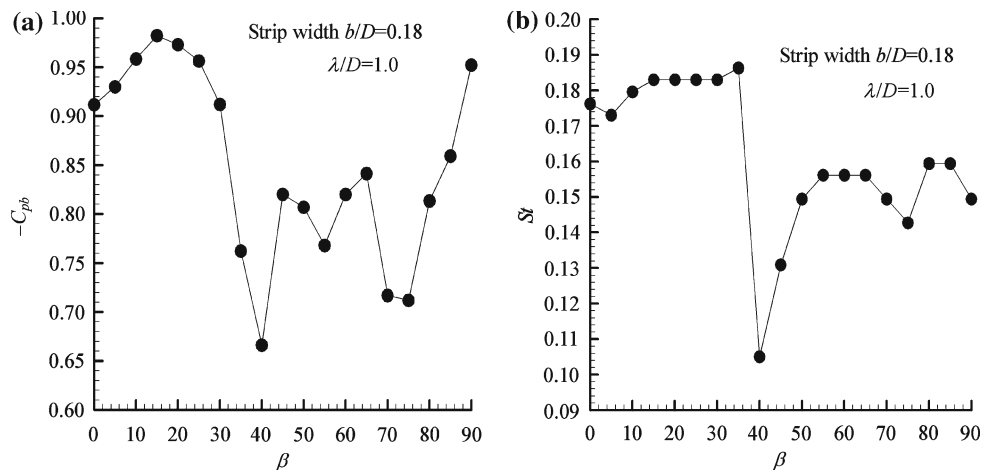 (a)
Strip width b/D=0.18
λ/D=1.0
−Cpb
1.00
0.95
0.90
0.85
0.80
0.75
0.70
0.65
0.60
0 10 20 30 40 50 60 70 80 90
β
(b)
Strip width b/D=0.18
λ/D=1.0
St
0.20
0.19
0.18
0.17
0.16
0.15
0.14
0.13
0.12
0.11
0.10
0.09
0 10 20 30 40 50 60 70 80 90
β